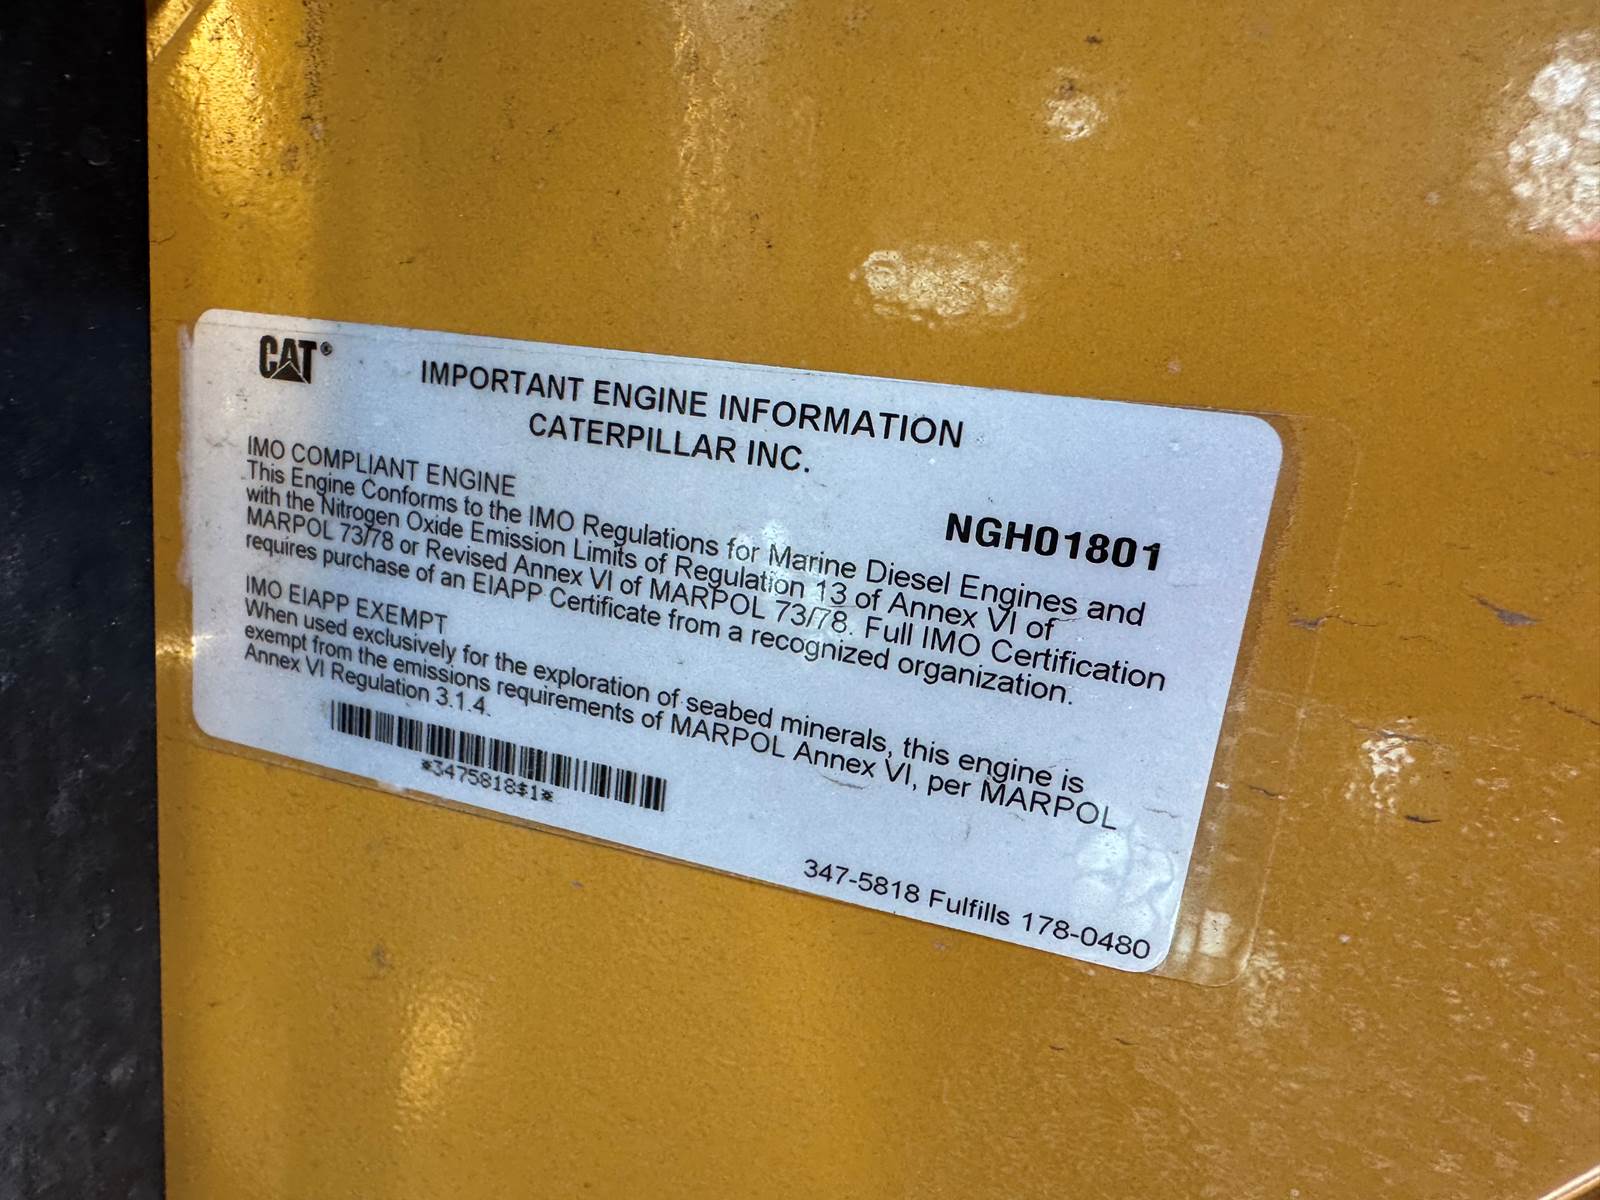 CAT®
IMPORTANT ENGINE INFORMATION
CATERPILLAR INC.
NGH01801
IMO COMPLIANT ENGINE
This Engine Conforms to the IMO Regulations for Marine Diesel Engines and
with the Nitrogen Oxide Emission Limits of Regulation 13 of Annex VI of
MARPOL 73/78 or Revised Annex VI of MARPOL 73/78. Full IMO Certification
requires purchase of an EIAPP Certificate from a recognized organization.
IMO EIAPP EXEMPT
When used exclusively for the exploration of seabed minerals, this engine is
exempt from the emissions requirements of MARPOL Annex VI, per MARPOL
Annex VI Regulation 3.1.4.
*3475818$1*
347-5818 Fulfills 178-0480